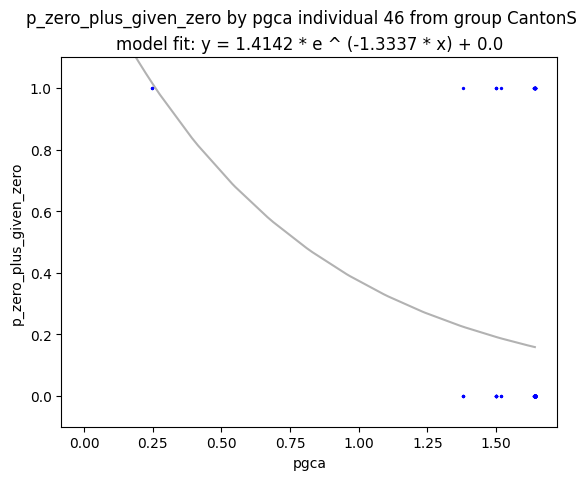 p_zero_plus_given_zero by pgca individual 46 from group CantonS
model fit: y = 1.4142 * e ^ (-1.3337 * x) + 0.0
1.0
0.8
0.6
0.4
0.2
0.0
p_zero_plus_given_zero
0.00 0.25 0.50 0.75 1.00 1.25 1.50
pgca